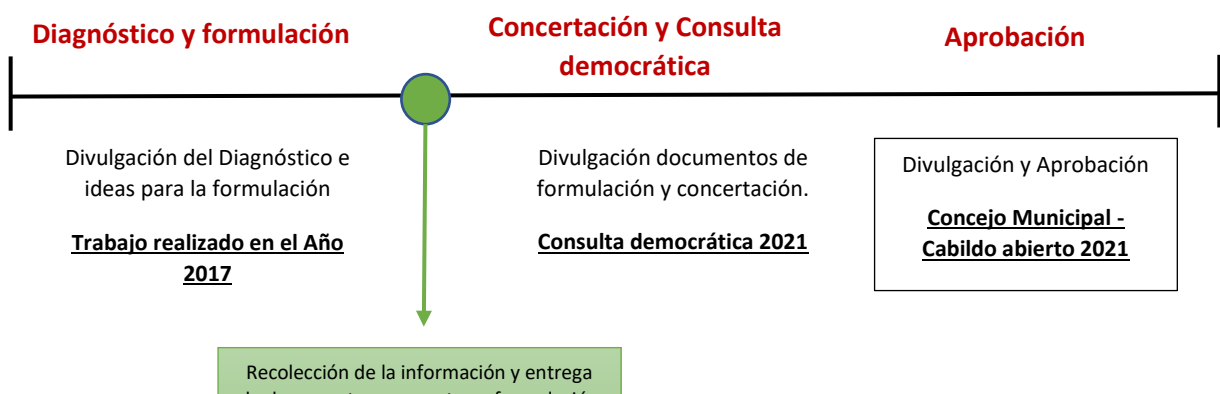 Diagnóstico y formulación
Concertación y Consulta
democrática
Aprobación
Divulgación del Diagnóstico e
ideas para la formulación
Trabajo realizado en el Año
2017
Divulgación documentos de
formulación y concertación.
Consulta democrática 2021
Divulgación y Aprobación
Concejo Municipal -
Cabildo abierto 2021
Recolección de la información y entrega